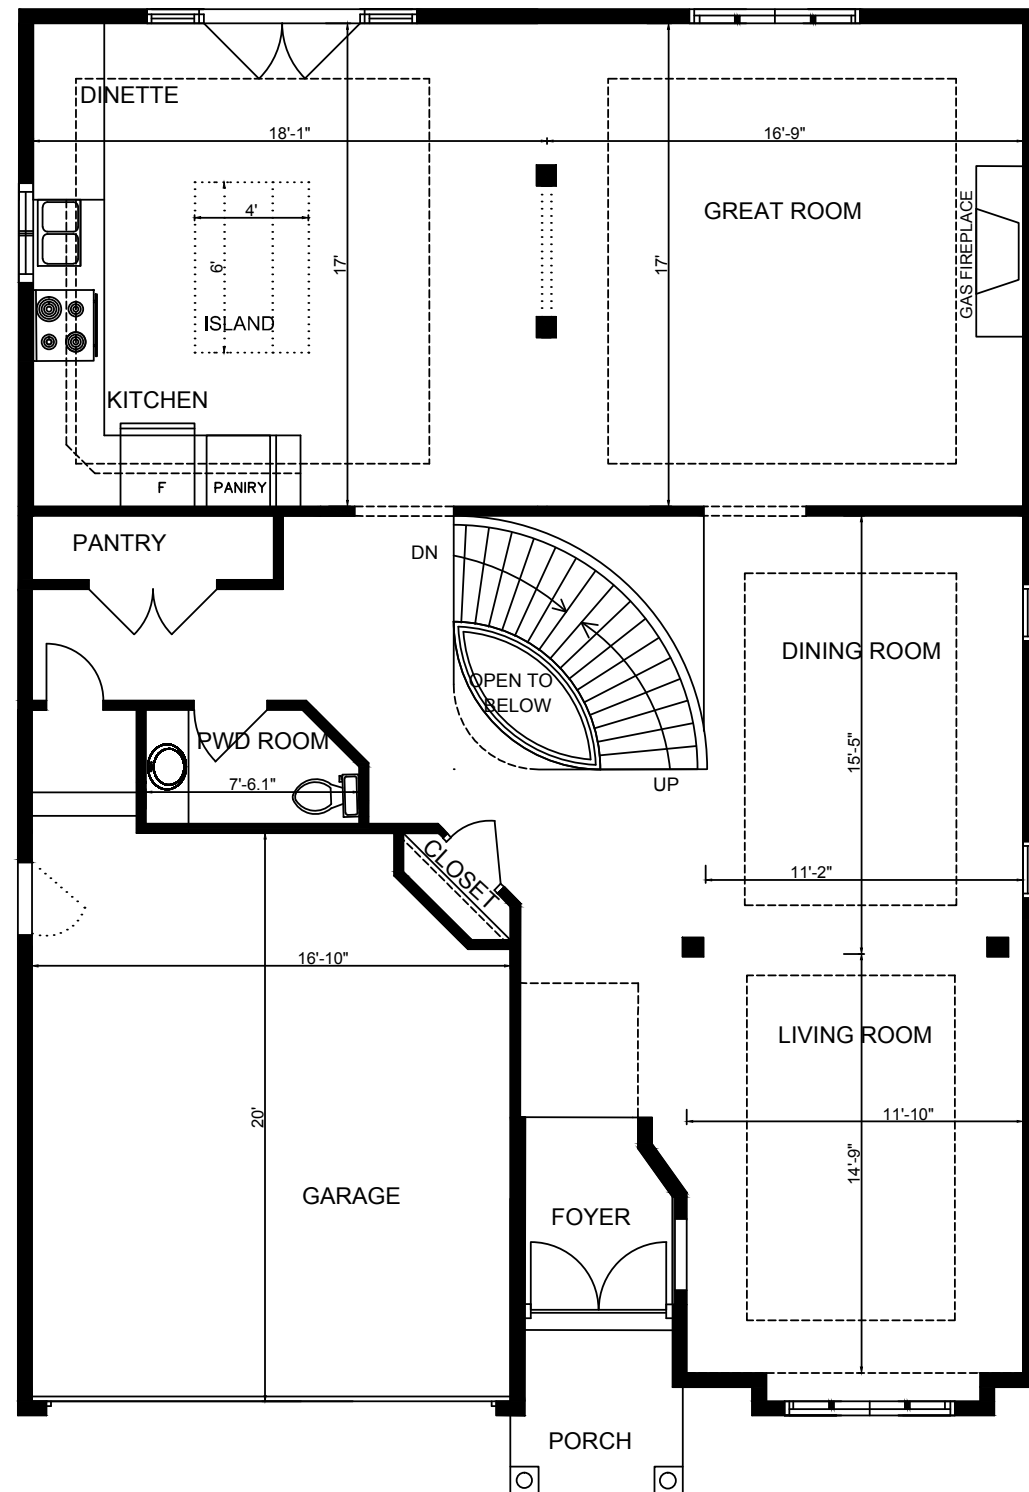 DINETTE
18'-1"
16'-9"
4'
GREAT ROOM
GAS FIREPLACE
6'
17'
17'
ISLAND
KITCHEN
F
PANIRY
PANTRY
DN
DINING ROOM
OPEN TO
BELOW
PWD ROOM
15'-5"
7'-6.1"
UP
CLOSET
11'-2"
16'-10"
LIVING ROOM
20'
11'-10"
14'-9"
GARAGE
FOYER
PORCH